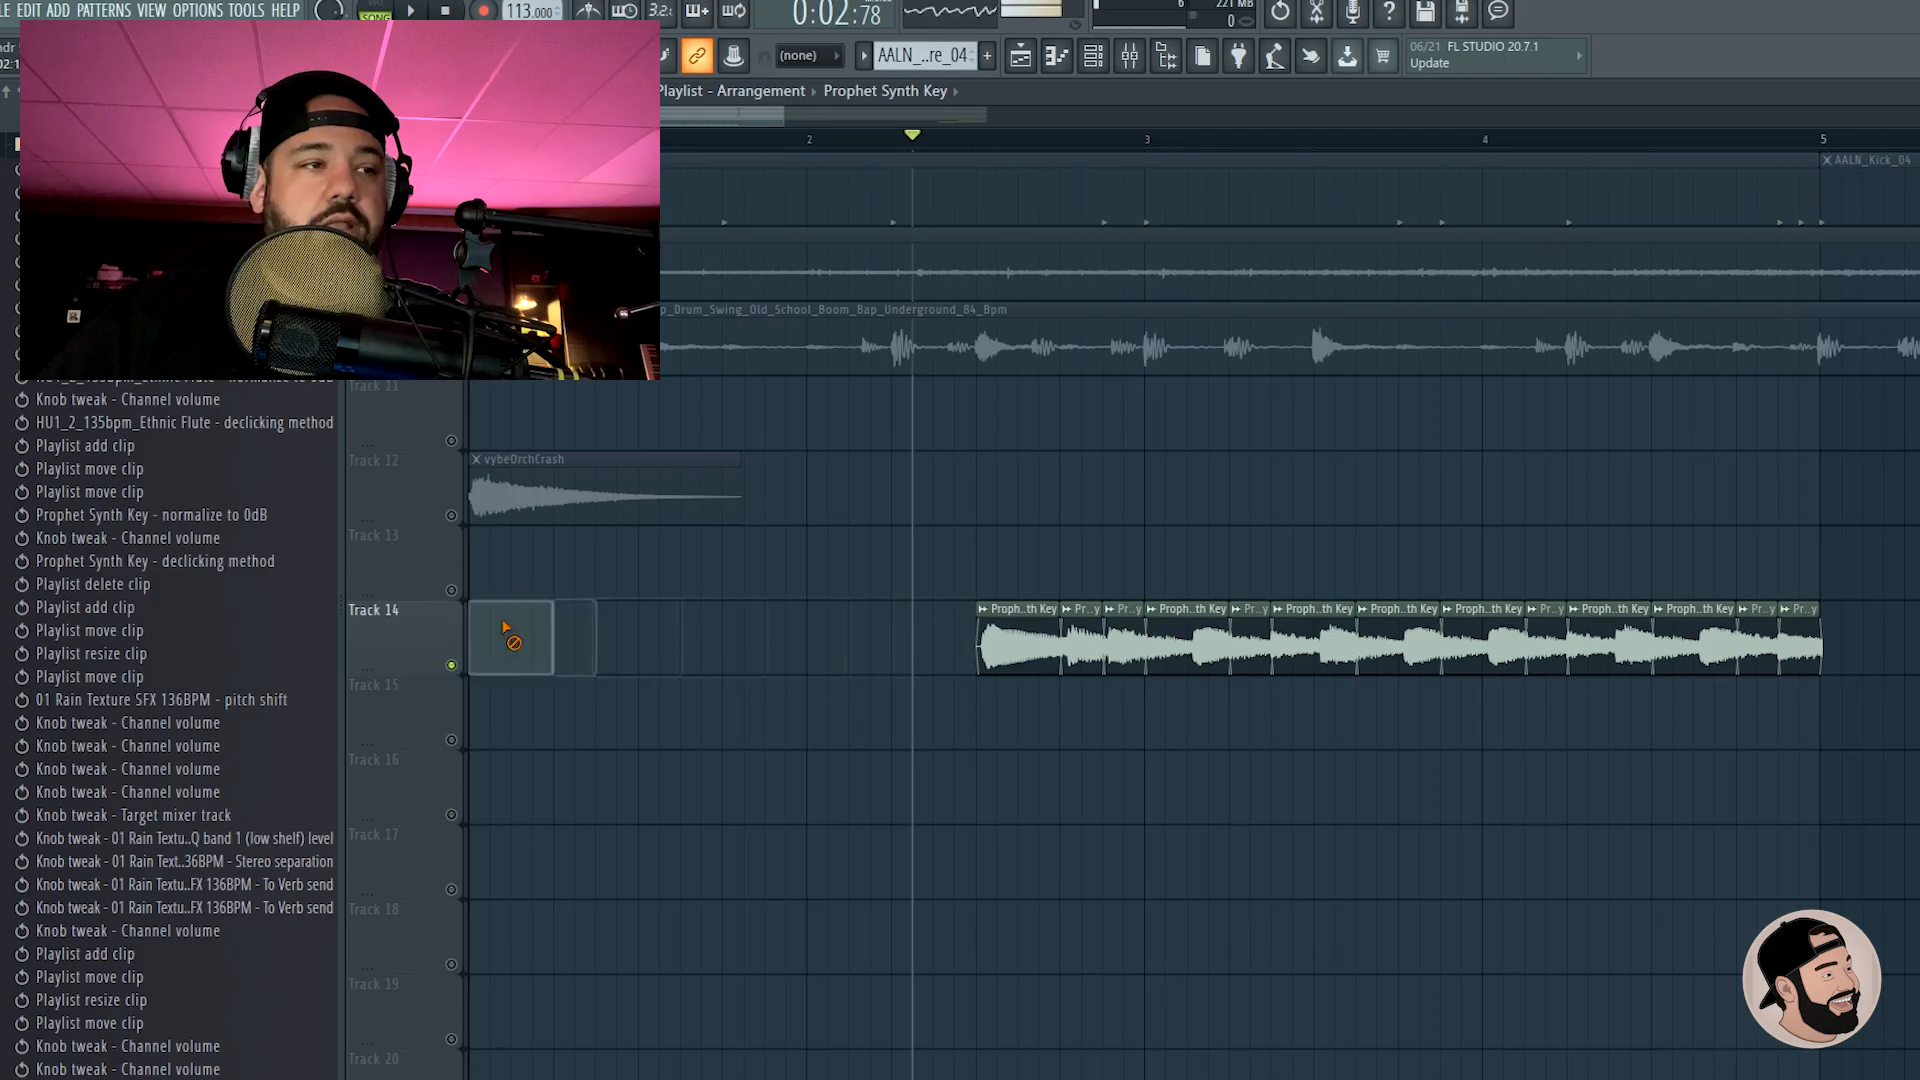 LE EDIT ADD PATTERNS VIEW OPTIONS TOOLS HELP
SONG
113.000
3.2:
0:02:78
6
221 MB
0
(none)
AALN_..re_04
+
06/21 FL STUDIO 20.7.1
Update
Playlist - Arrangement ▸ Prophet Synth Key ▸
2
3
4
5
AALN_Kick_04
p_Drum_Swing_Old_School_Boom_Bap_Underground_84_Bpm
Knob tweak - Channel volume
HU1_2_135bpm_Ethnic Flute - declicking method
Playlist add clip
Playlist move clip
Playlist move clip
Prophet Synth Key - normalize to 0dB
Knob tweak - Channel volume
Prophet Synth Key - declicking method
Playlist delete clip
Playlist add clip
Playlist move clip
Playlist resize clip
Playlist move clip
01 Rain Texture SFX 136BPM - pitch shift
Knob tweak - Channel volume
Knob tweak - Channel volume
Knob tweak - Channel volume
Knob tweak - Channel volume
Knob tweak - Target mixer track
Knob tweak - 01 Rain Textu..Q band 1 (low shelf) level
Knob tweak - 01 Rain Text..36BPM - Stereo separation
Knob tweak - 01 Rain Textu..FX 136BPM - To Verb send
Knob tweak - 01 Rain Textu..FX 136BPM - To Verb send
Knob tweak - Channel volume
Playlist add clip
Playlist move clip
Playlist resize clip
Playlist move clip
Knob tweak - Channel volume
Knob tweak - Channel volume
Track 11
Track 12
vybeOrchCrash
Track 13
Track 14
Proph..th Key
Pr..y
Pr..y
Proph..th Key
Pr..y
Proph..th Key
Proph..th Key
Proph..th Key
Pr..y
Proph..th Key
Proph..th Key
Pr..y
Pr..y
Track 15
Track 16
Track 17
Track 18
Track 19
Track 20